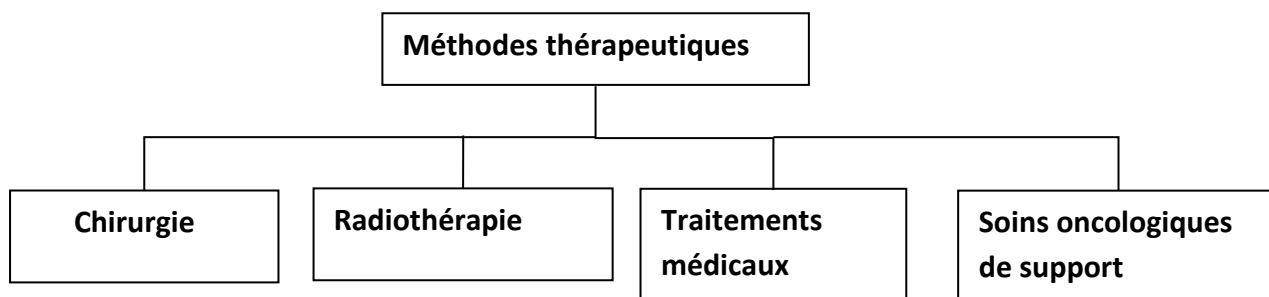 Méthodes thérapeutiques
Chirurgie
Radiothérapie
Traitements
médicaux
Soins oncologiques
de support